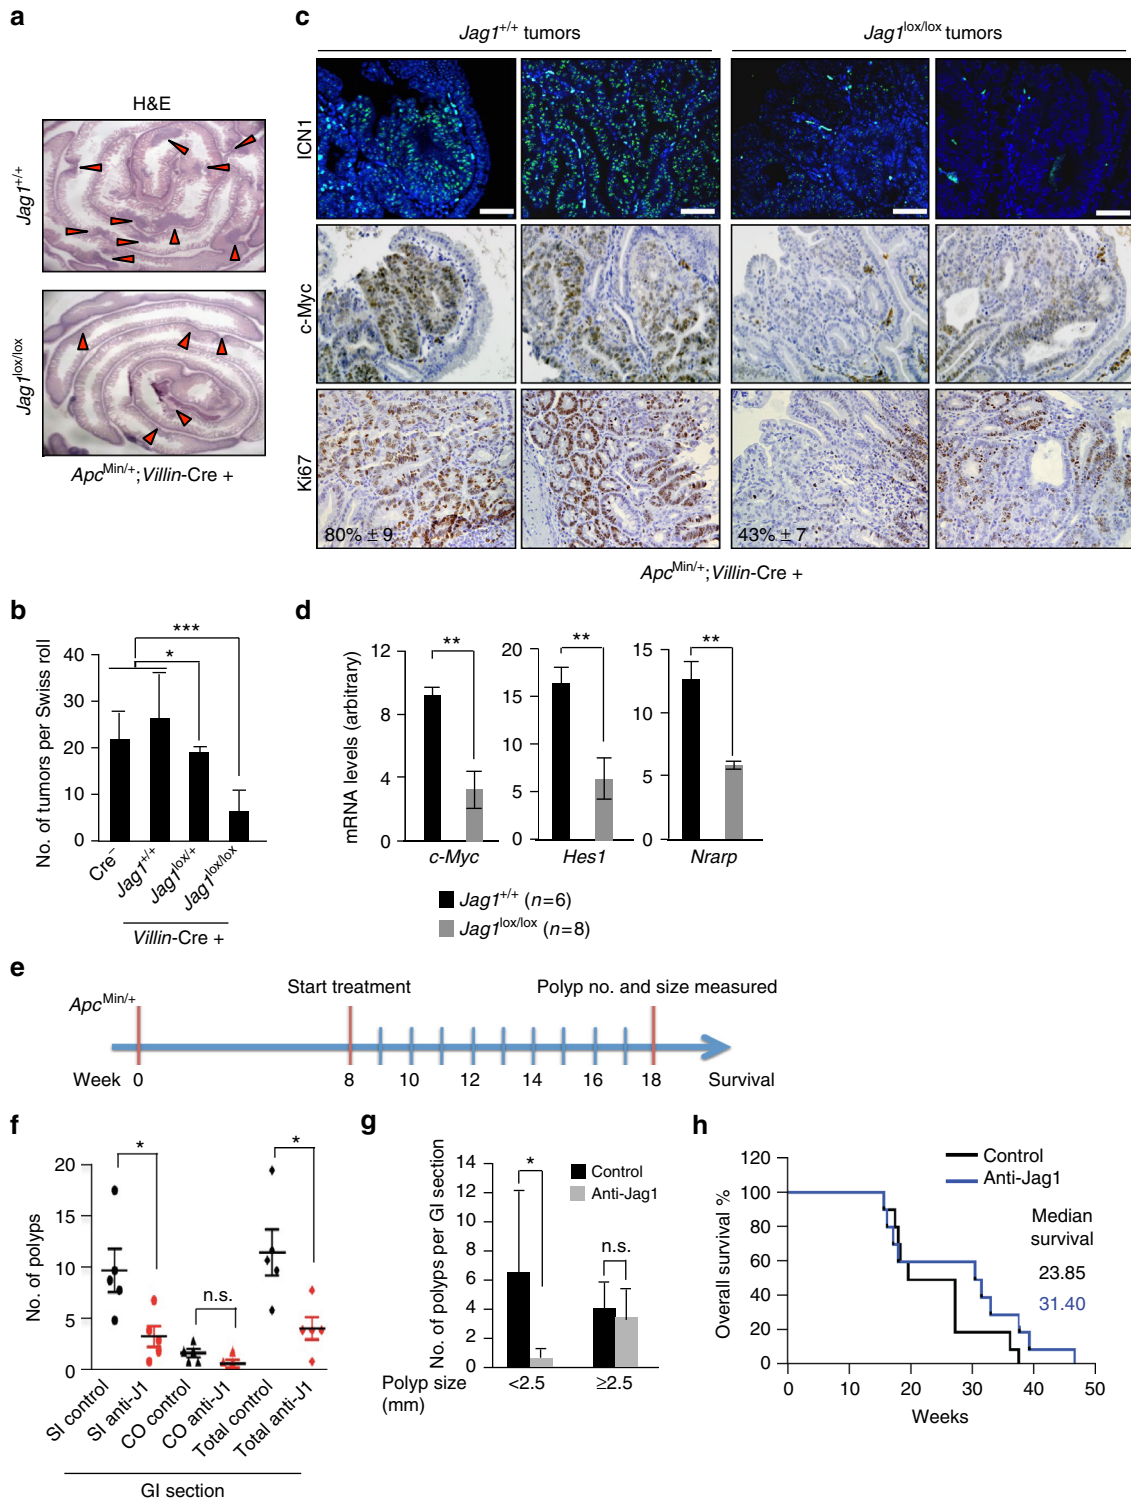 a
H&E
Jag1+/+
Jag1lox/lox
ApcMin/+;Villin-Cre +
c
Jag1+/+ tumors
Jag1lox/lox tumors
ICN1
c-Myc
Ki67
80% ± 9
43% ± 7
ApcMin/+;Villin-Cre +
b
No. of tumors per Swiss roll
40
30
20
10
0
***
*
Cre–
Jag1+/+
Jag1lox/+
Jag1lox/lox
Villin-Cre +
d
mRNA levels (arbitrary)
12
9
6
4
0
**
c-Myc
20
15
10
5
0
**
Hes1
15
10
5
0
**
Nrarp
Jag1+/+ (n=6)
Jag1lox/lox (n=8)
e
ApcMin/+
Start treatment
Polyp no. and size measured
Week 0 8 10 12 14 16 18 Survival
f
No. of polyps
20
15
10
5
0
*
n.s.
*
SI control
SI anti-J1
CO control
CO anti-J1
Total control
Total anti-J1
GI section
g
No. of polyps per GI section
14
12
10
8
6
4
2
0
*
n.s.
Control
Anti-Jag1
Polyp size (mm)
<2.5
≥2.5
h
Control
Anti-Jag1
Overall survival %
120
100
80
60
40
20
0
Median survival
23.85
31.40
0 10 20 30 40 50
Weeks